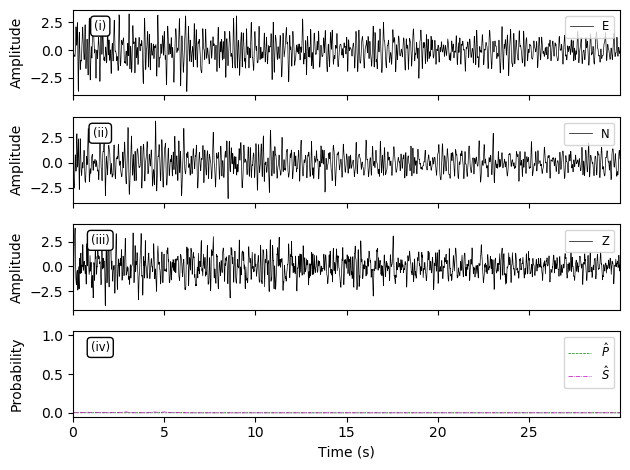 (i)
E
Amplitude
2.5
0.0
−2.5
(ii)
N
Amplitude
2.5
0.0
−2.5
(iii)
Z
Amplitude
2.5
0.0
−2.5
(iv)
P̂
Ŝ
Probability
1.0
0.5
0.0
0 5 10 15 20 25
Time (s)